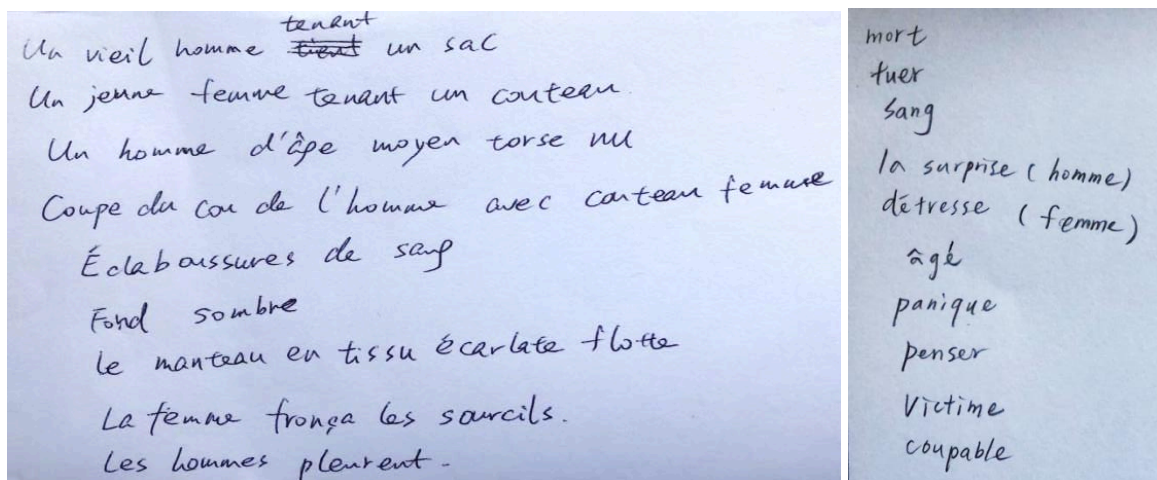 Un vieil homme tenant un sac
Un jeune femme tenant un couteau
Un homme d'âpe moyen torse nu
Coupe du cou de l'homme avec couteau femme
Éclaboussures de sang
Fond sombre
le manteau en tissu écarlate flotte
La femme fronça les sourcils.
Les hommes pleurent.
mort
tuer
sang
la surprise (homme)
détresse (femme)
âgé
panique
penser
Victime
coupable